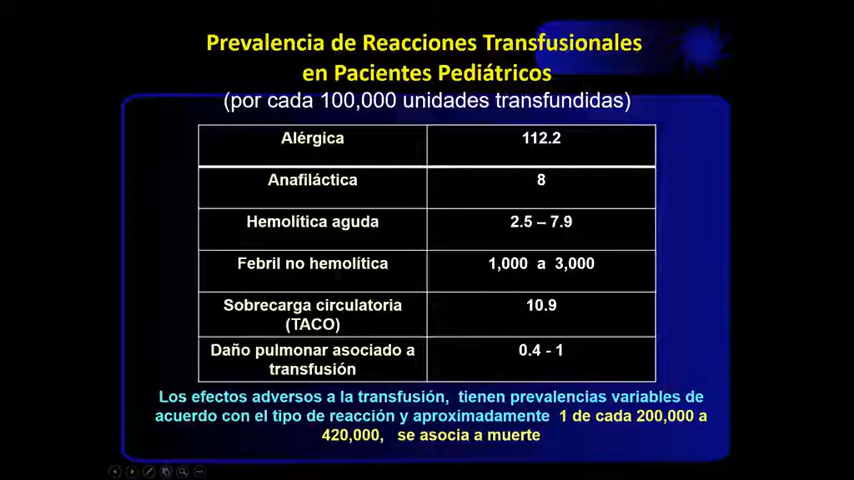 Prevalencia de Reacciones Transfusionales
en Pacientes Pediátricos
(por cada 100,000 unidades transfundidas)
Alérgica 112.2
Anafiláctica 8
Hemolítica aguda 2.5 – 7.9
Febril no hemolítica 1,000 a 3,000
Sobrecarga circulatoria
(TACO) 10.9
Daño pulmonar asociado a
transfusión 0.4 - 1
Los efectos adversos a la transfusión, tienen prevalencias variables de
acuerdo con el tipo de reacción y aproximadamente 1 de cada 200,000 a
420,000, se asocia a muerte